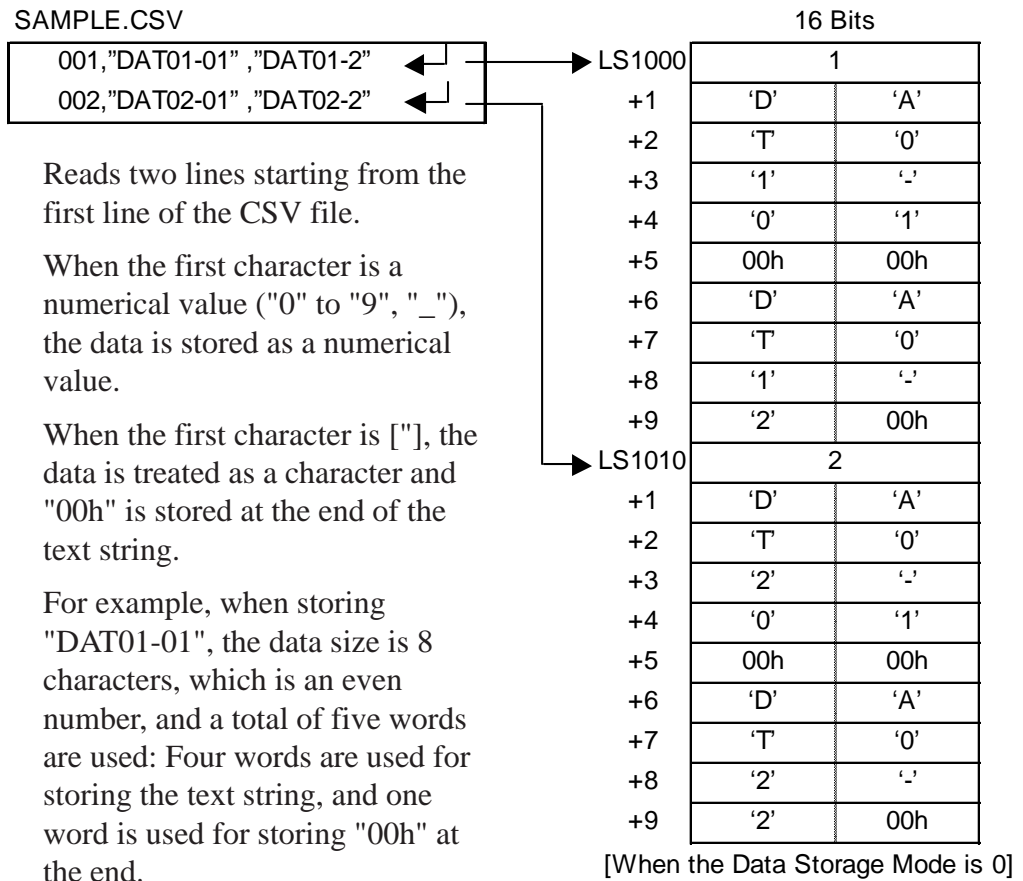 SAMPLE.CSV
001,”DAT01-01” ,”DAT01-2”
002,”DAT02-01” ,”DAT02-2”
Reads two lines starting from the
first line of the CSV file.
When the first character is a
numerical value ("0" to "9", "_"),
the data is stored as a numerical
value.
When the first character is ["], the
data is treated as a character and
"00h" is stored at the end of the
text string.
For example, when storing
"DAT01-01", the data size is 8
characters, which is an even
number, and a total of five words
are used: Four words are used for
storing the text string, and one
word is used for storing "00h" at
the end.
16 Bits
LS1000 1
+1 ‘D’ ‘A’
+2 ‘T’ ‘0’
+3 ‘1’ ‘-’
+4 ‘0’ ‘1’
+5 00h 00h
+6 ‘D’ ‘A’
+7 ‘T’ ‘0’
+8 ‘1’ ‘-’
+9 ‘2’ 00h
LS1010 2
+1 ‘D’ ‘A’
+2 ‘T’ ‘0’
+3 ‘2’ ‘-’
+4 ‘0’ ‘1’
+5 00h 00h
+6 ‘D’ ‘A’
+7 ‘T’ ‘0’
+8 ‘2’ ‘-’
+9 ‘2’ 00h
[When the Data Storage Mode is 0]